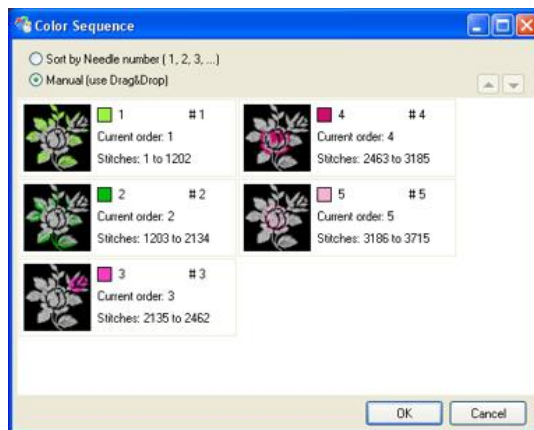 Color Sequence
Sort by Needle number ( 1, 2, 3, ...)
Manual (use Drag&Drop)
1 #1
Current order: 1
Stitches: 1 to 1202
2 #2
Current order: 2
Stitches: 1203 to 2134
3 #3
Current order: 3
Stitches: 2135 to 2462
4 #4
Current order: 4
Stitches: 2463 to 3185
5 #5
Current order: 5
Stitches: 3186 to 3715
OK Cancel